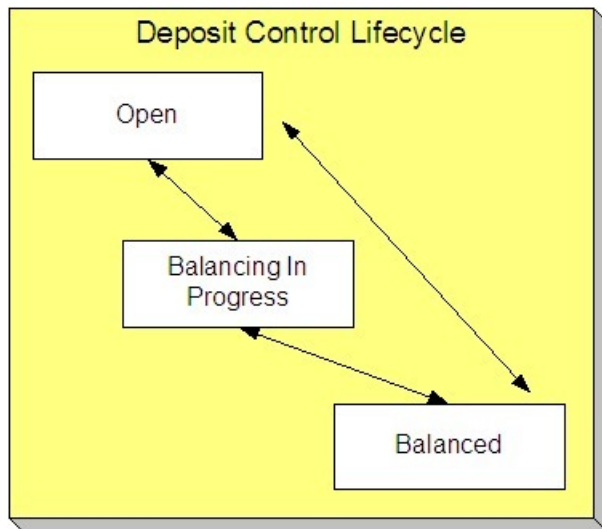 Deposit Control Lifecycle
Open
Balancing In
Progress
Balanced